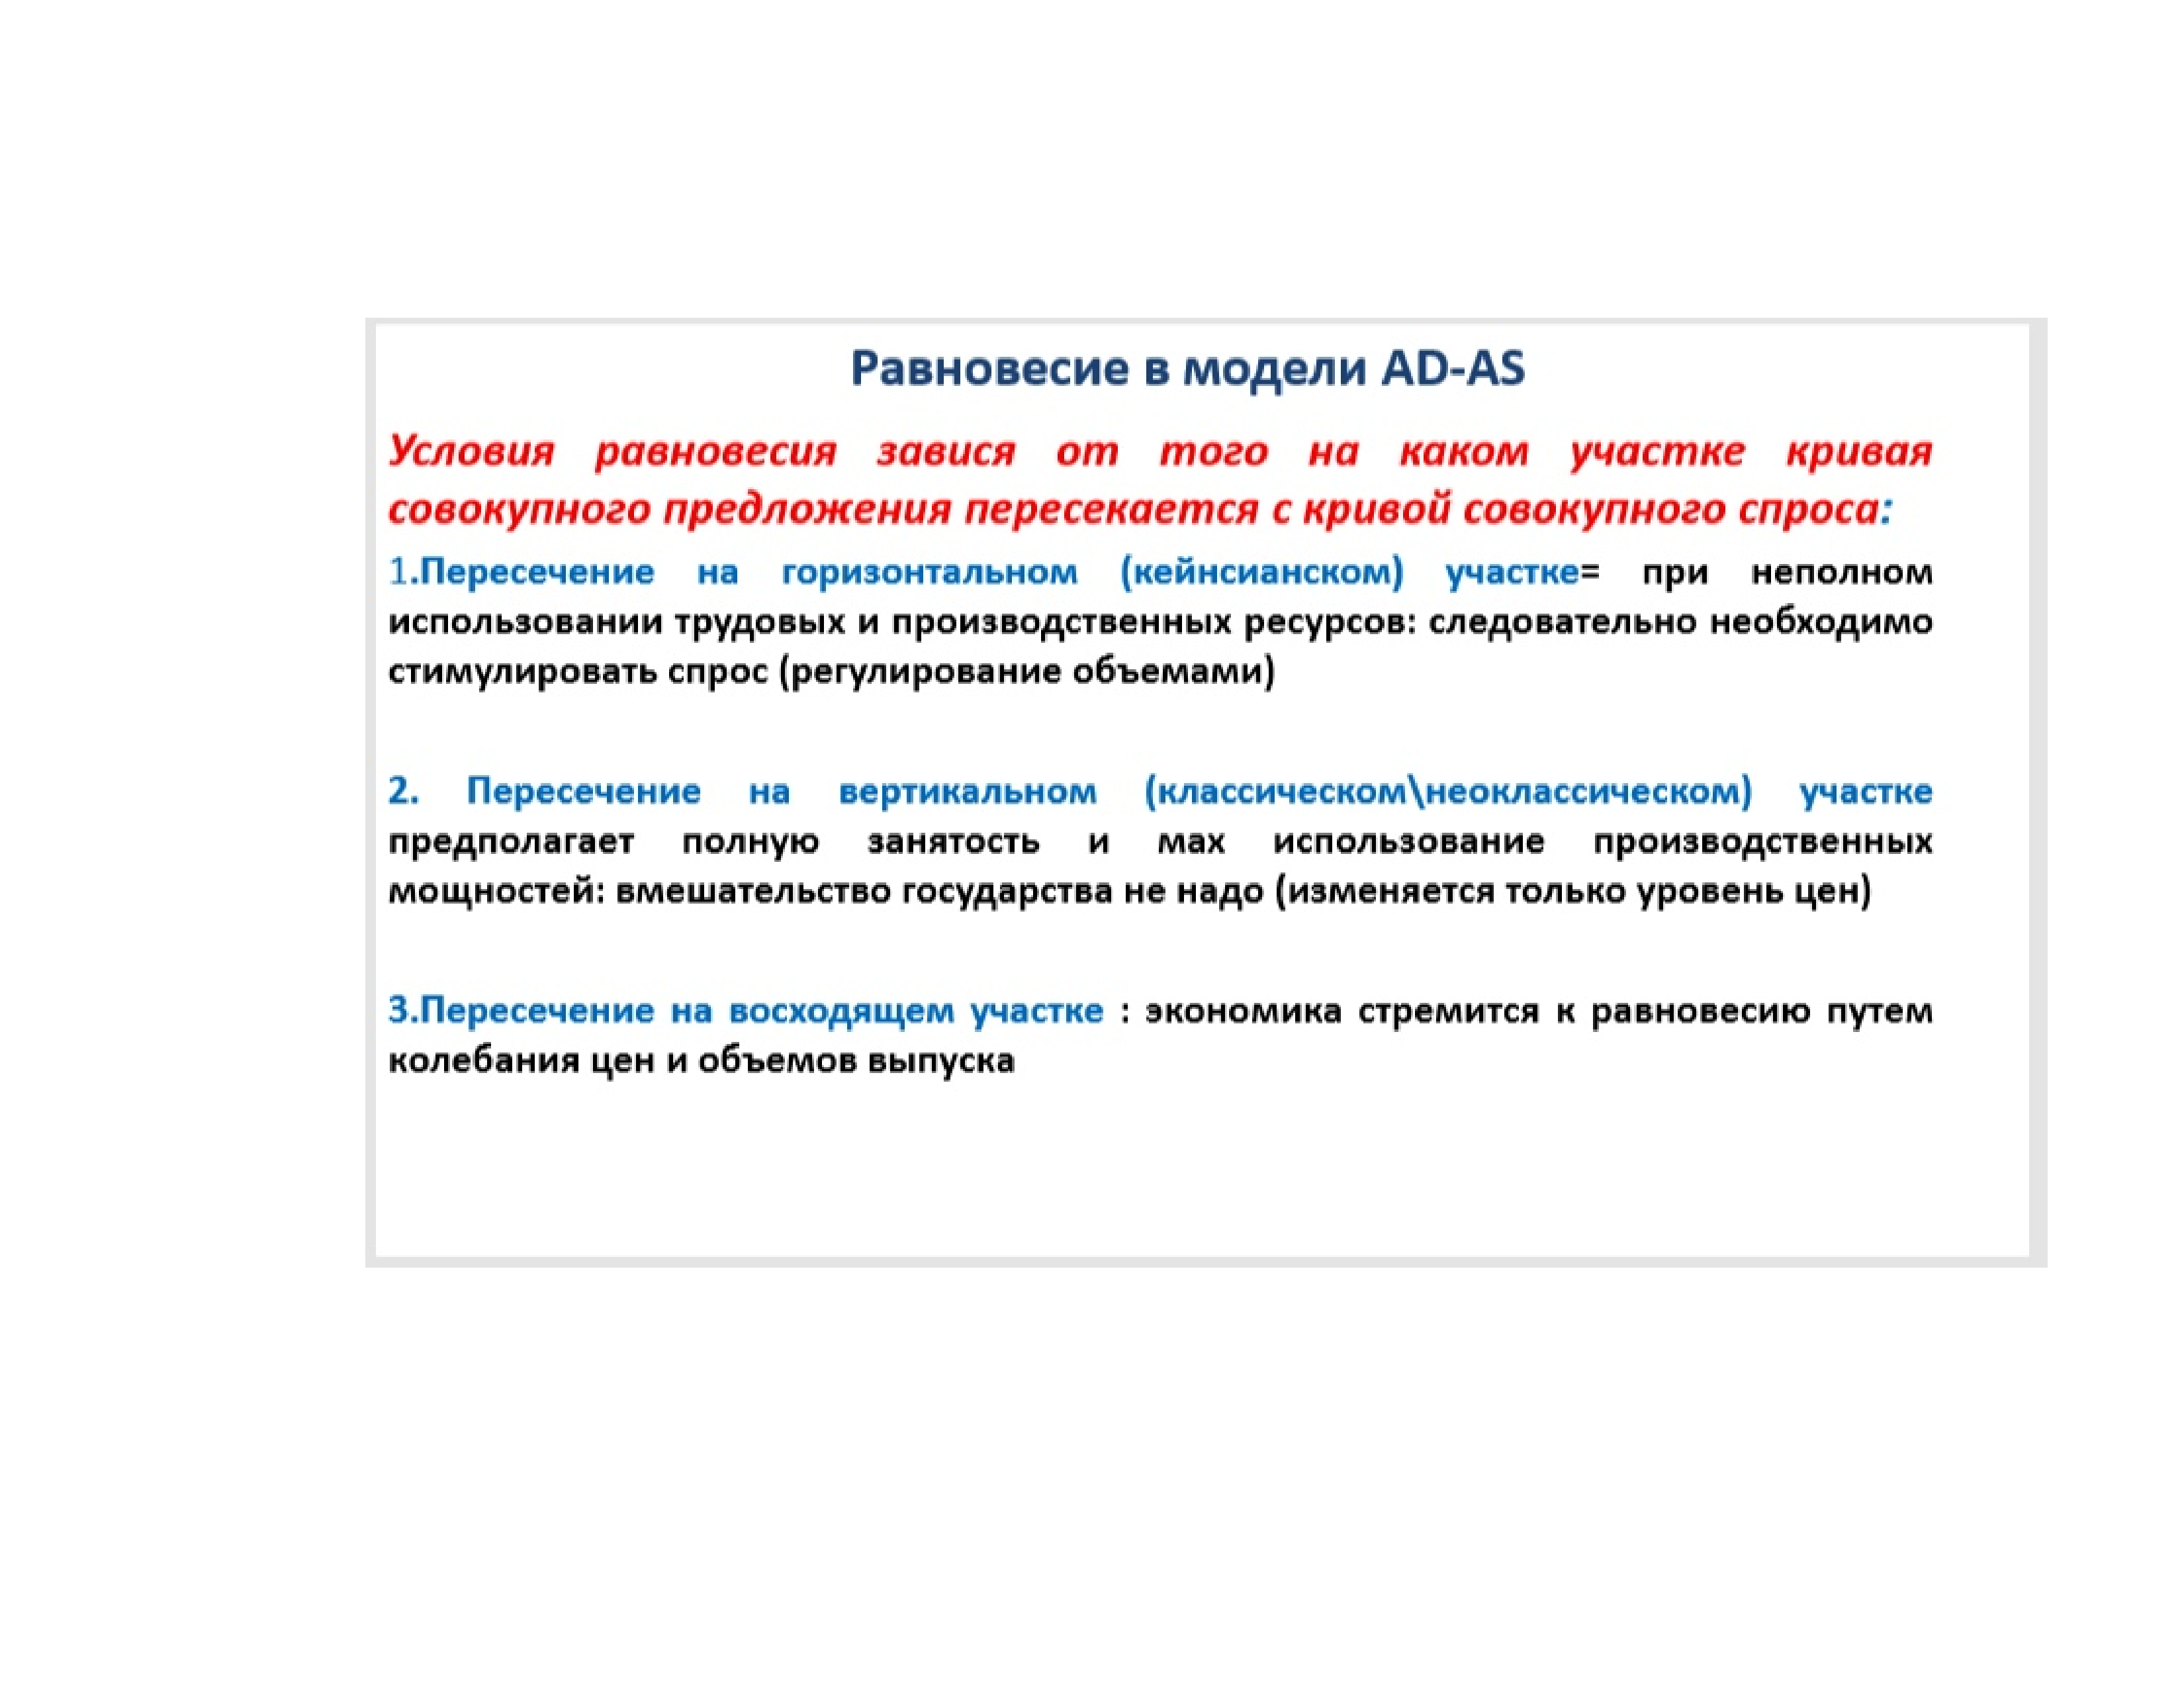 Равновесие в модели AD-AS
Условия равновесия завися от того на каком участке кривая
совокупного предложения пересекается с кривой совокупного спроса:
1.Пересечение на горизонтальном (кейнсианском) участке= при неполном
использовании трудовых и производственных ресурсов: следовательно необходимо
стимулировать спрос (регулирование объемами)
2. Пересечение на вертикальном (классическом\неоклассическом) участке
предполагает полную занятость и мах использование производственных
мощностей: вмешательство государства не надо (изменяется только уровень цен)
3.Пересечение на восходящем участке : экономика стремится к равновесию путем
колебания цен и объемов выпуска